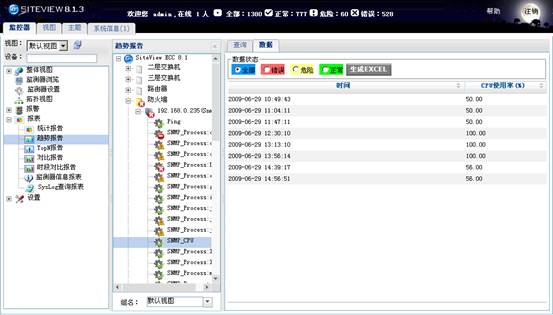 SITEVIEW 8.1.3
欢迎您 admin, 在线 1 人 全部：1380 正常：777 危险：60 错误：528
帮助 注销
监控器 视图 主题 系统信息(1)
视图： 默认视图
设备：
整体视图
监测器浏览
监测器设置
拓扑视图
报警
报表
统计报告
趋势报告
TopN报告
对比报告
时段对比报告
监测器信息报表
SysLog查询报表
设置
趋势报告
SiteView ECC 8.1
二层交换机
三层交换机
路由器
防火墙
192.168.0.235(Snm
Ping
SNMP_Process:c
SNMP_Process:
SNMP_Process:
SNMP_Process:
SNMP_Process:
SNMP_Process:
SNMP_Process:
SNMP_Process:
SNMP_CPU
SNMP_Process:
SNMP_Process:
SNMP_Process:
组名： 默认视图
查询 数据
数据状态
全部 错误 危险 正常 生成EXCEL
时间 CPU使用率(%)
2009-06-29 10:49:43 50.00
2009-06-29 11:04:11 50.00
2009-06-29 11:47:11 50.00
2009-06-29 12:30:10 100.00
2009-06-29 13:13:10 100.00
2009-06-29 13:56:14 100.00
2009-06-29 14:39:17 56.00
2009-06-29 14:56:51 56.00